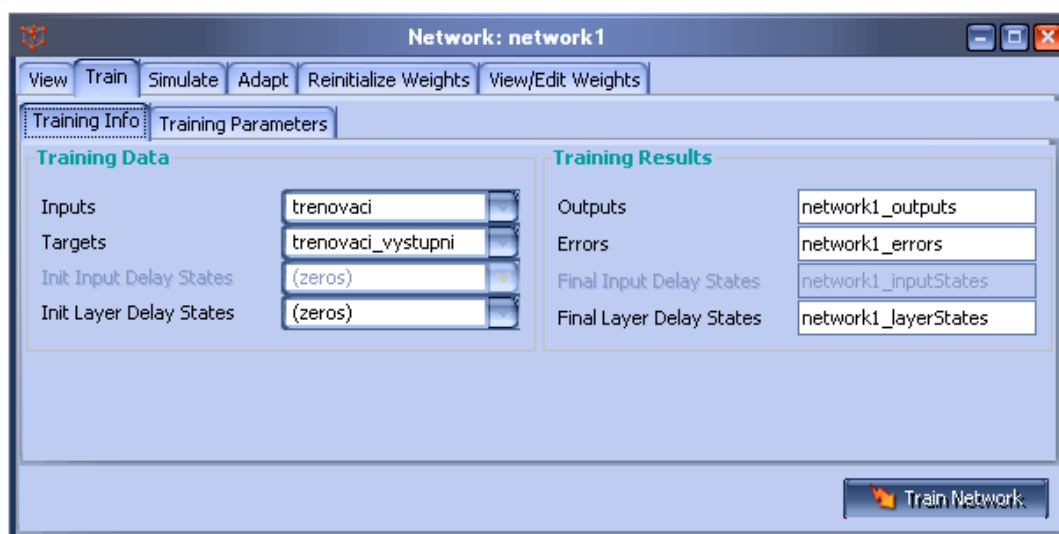 Network: network1
View Train Simulate Adapt Reinitialize Weights View/Edit Weights
Training Info Training Parameters
Training Data
Inputs trenovaci
Targets trenovaci_vystupni
Init Input Delay States (zeros)
Init Layer Delay States (zeros)
Training Results
Outputs network1_outputs
Errors network1_errors
Final Input Delay States network1_inputStates
Final Layer Delay States network1_layerStates
Train Network